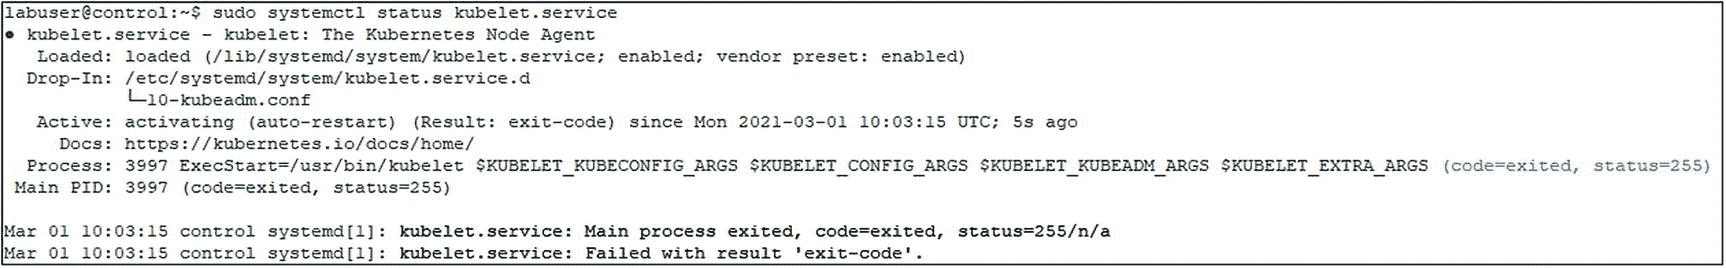 labuser@control:~$ sudo systemctl status kubelet.service
● kubelet.service - kubelet: The Kubernetes Node Agent
   Loaded: loaded (/lib/systemd/system/kubelet.service; enabled; vendor preset: enabled)
  Drop-In: /etc/systemd/system/kubelet.service.d
           └─10-kubeadm.conf
   Active: activating (auto-restart) (Result: exit-code) since Mon 2021-03-01 10:03:15 UTC; 5s ago
     Docs: https://kubernetes.io/docs/home/
  Process: 3997 ExecStart=/usr/bin/kubelet $KUBELET_KUBECONFIG_ARGS $KUBELET_CONFIG_ARGS $KUBELET_KUBEADM_ARGS $KUBELET_EXTRA_ARGS (code=exited, status=255)
 Main PID: 3997 (code=exited, status=255)

Mar 01 10:03:15 control systemd[1]: kubelet.service: Main process exited, code=exited, status=255/n/a
Mar 01 10:03:15 control systemd[1]: kubelet.service: Failed with result 'exit-code'.